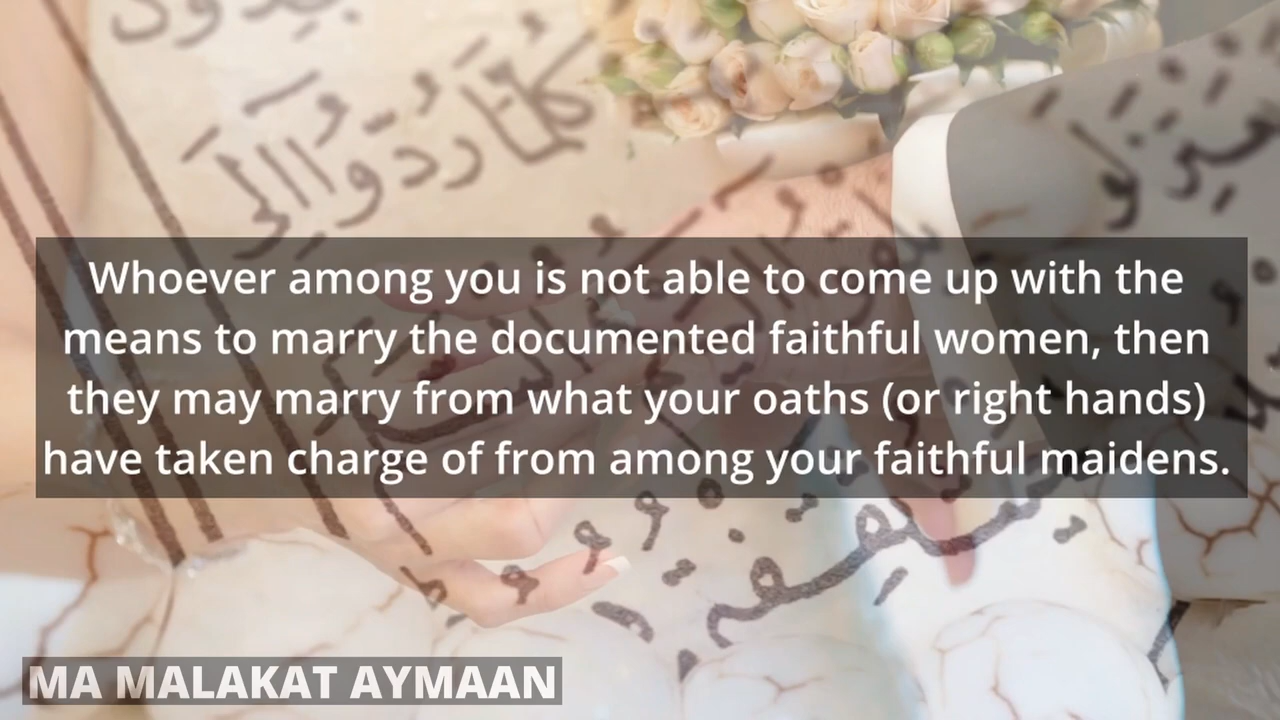 كُلَّمَا رُدُّوا إِلَى
Whoever among you is not able to come up with the
means to marry the documented faithful women, then
they may marry from what your oaths (or right hands)
have taken charge of from among your faithful maidens.
MA MALAKAT AYMAAN